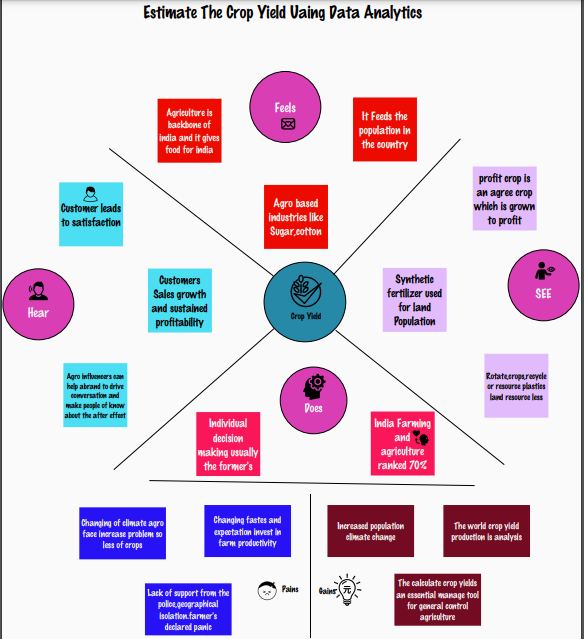 Estimate The Crop Yield Uaing Data Analytics
Feels
Agriculture is
backbone of
india and it gives
food for india
It Feeds the
population in
the country
Agro based
industries like
Sugar,cotton
Customer leads
to satisfaction
profit crop is
an agree crop
which is grown
to profit
Hear
Customers
Sales growth
and sustained
profitability
Crop Yield
Synthetic
fertilizer used
for land
Population
SEE
Agro influencers can
help abrand to drive
conversation and
make people of know
about the after effect
Does
Rotate,crops,recycle
or resource plastics
land resource less
Individual
decision
making usually
the former's
India Farming
and
agriculture
ranked 70%
Changing of climate agro
face increase problem so
less of crops
Changing fastes and
expectation invest in
farm productivity
Increased population
climate change
The world crop yield
production is analysis
Lack of support from the
police,geographical
isolation.farmer's
declared panic
Pains
Gains
The calculate crop yields
an essential manage tool
for general control
agriculture